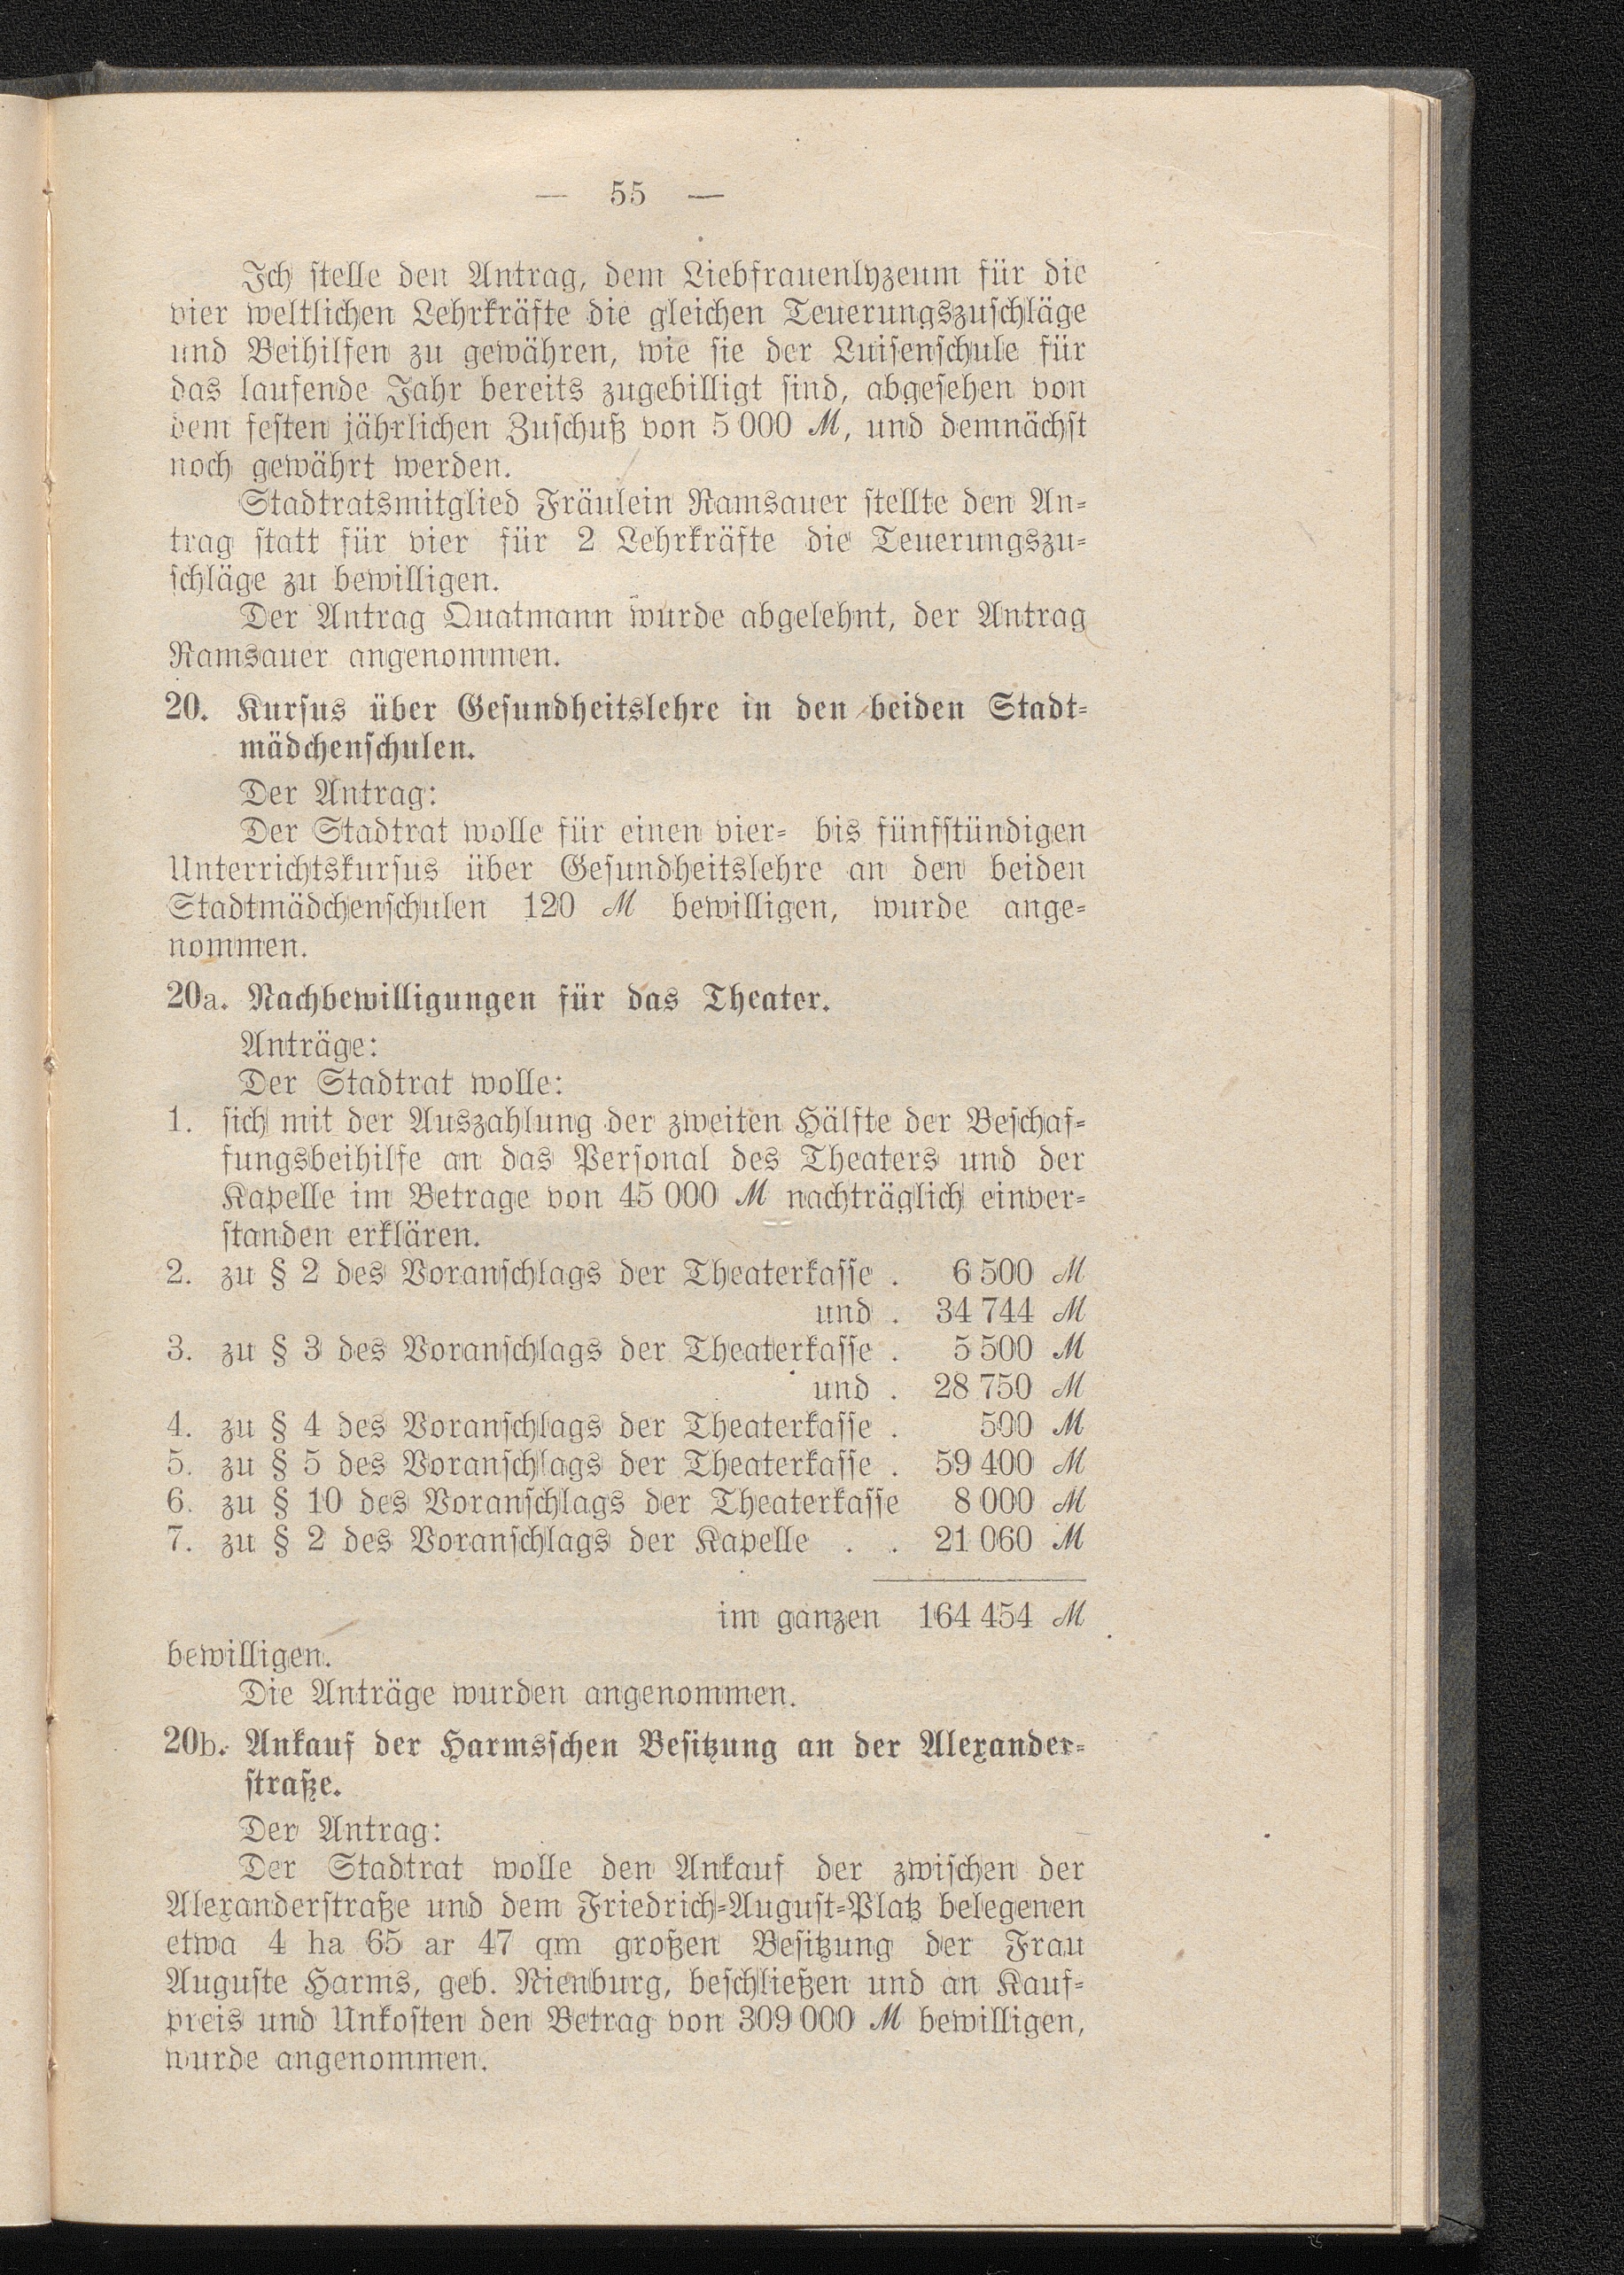 — 55 —
Ich stelle den Antrag, dem Liebfrauenlyzeum für die
vier weltlichen Lehrkräfte die gleichen Teuerungszuschläge
und Beihilfen zu gewähren, wie sie der Luisenschule für
das laufende Jahr bereits zugebilligt sind, abgesehen von
dem festen jährlichen Zuschuß von 5 000 ℳ, und demnächst
noch gewährt werden.
Stadtratsmitglied Fräulein Ramsauer stellte den An-
trag statt für vier für 2 Lehrkräfte die Teuerungszu-
schläge zu bewilligen.
Der Antrag Quatmann wurde abgelehnt, der Antrag
Ramsauer angenommen.
20. Kursus über Gesundheitslehre in den beiden Stadt-
mädchenschulen.
Der Antrag:
Der Stadtrat wolle für einen vier- bis fünfstündigen
Unterrichtskursus über Gesundheitslehre an den beiden
Stadtmädchenschulen 120 ℳ bewilligen, wurde ange-
nommen.
20a. Nachbewilligungen für das Theater.
Anträge:
Der Stadtrat wolle:
1. sich mit der Auszahlung der zweiten Hälfte der Beschaf-
fungsbeihilfe an das Personal des Theaters und der
Kapelle im Betrage von 45 000 ℳ nachträglich einver-
standen erklären.
2. zu § 2 des Voranschlags der Theaterkasse . 6 500 ℳ
und . 34 744 ℳ
3. zu § 3 des Voranschlags der Theaterkasse . 5 500 ℳ
und . 28 750 ℳ
4. zu § 4 des Voranschlags der Theaterkasse . 500 ℳ
5. zu § 5 des Voranschlags der Theaterkasse . 59 400 ℳ
6. zu § 10 des Voranschlags der Theaterkasse 8 000 ℳ
7. zu § 2 des Voranschlags der Kapelle . . 21 060 ℳ
im ganzen 164 454 ℳ
bewilligen.
Die Anträge wurden angenommen.
20b. Ankauf der Harmsschen Besitzung an der Alexander-
straße.
Der Antrag:
Der Stadtrat wolle den Ankauf der zwischen der
Alexanderstraße und dem Friedrich-August-Platz belegenen
etwa 4 ha 65 ar 47 qm großen Besitzung der Frau
Auguste Harms, geb. Nienburg, beschließen und an Kauf-
preis und Unkosten den Betrag von 309 000 ℳ bewilligen,
wurde angenommen.